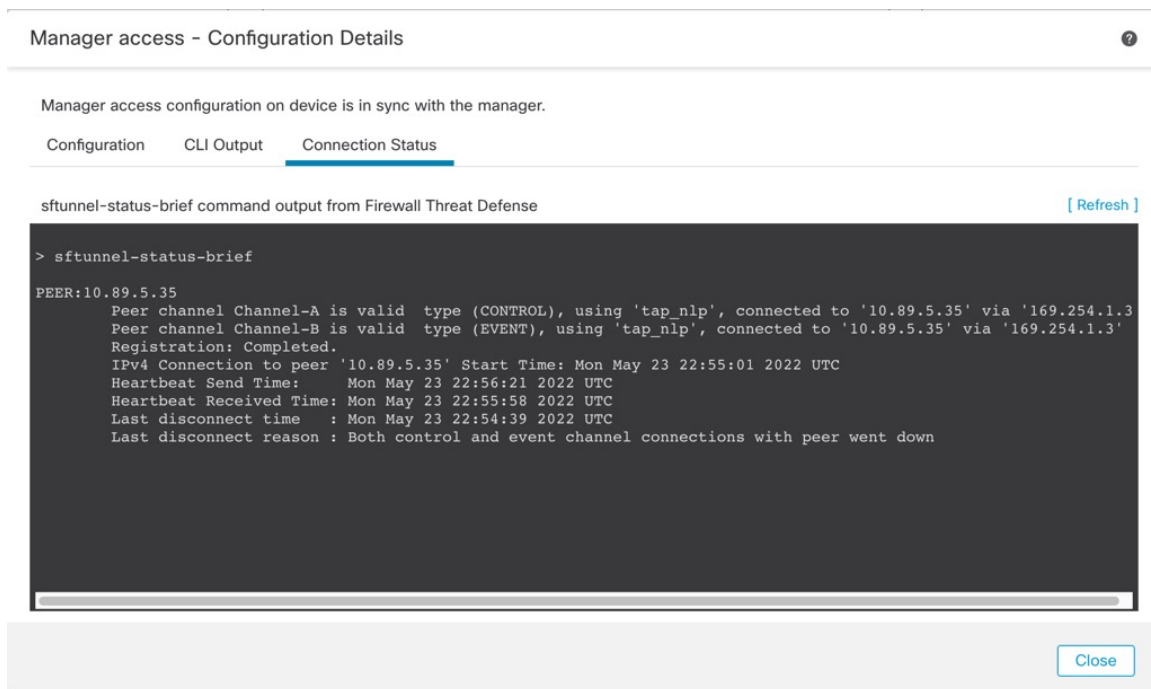 Manager access - Configuration Details
?
Manager access configuration on device is in sync with the manager.
Configuration CLI Output Connection Status
sftunnel-status-brief command output from Firewall Threat Defense [ Refresh ]
> sftunnel-status-brief
PEER:10.89.5.35
Peer channel Channel-A is valid type (CONTROL), using 'tap_nlp', connected to '10.89.5.35' via '169.254.1.3
Peer channel Channel-B is valid type (EVENT), using 'tap_nlp', connected to '10.89.5.35' via '169.254.1.3'
Registration: Completed.
IPv4 Connection to peer '10.89.5.35' Start Time: Mon May 23 22:55:01 2022 UTC
Heartbeat Send Time: Mon May 23 22:56:21 2022 UTC
Heartbeat Received Time: Mon May 23 22:55:58 2022 UTC
Last disconnect time : Mon May 23 22:54:39 2022 UTC
Last disconnect reason : Both control and event channel connections with peer went down
Close